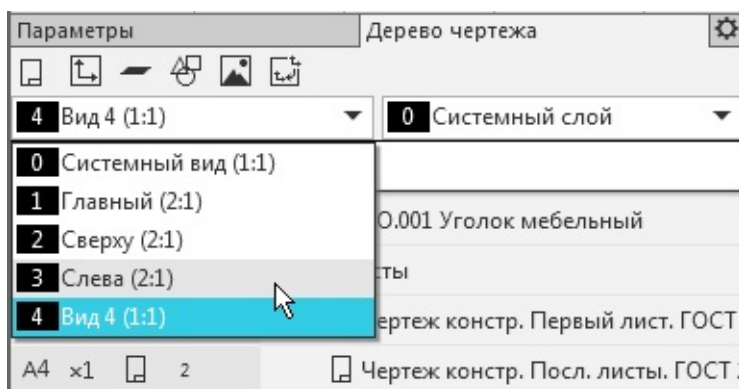 Параметры Дерево чертежа
4 Вид 4 (1:1) 0 Системный слой
0 Системный вид (1:1)
1 Главный (2:1)
О.001 Уголок мебельный
2 Сверху (2:1)
3 Слева (2:1)
4 Вид 4 (1:1)
констр. Первый лист. ГОСТ
А4 ×1 2 Чертеж констр. Посл. листы. ГОСТ